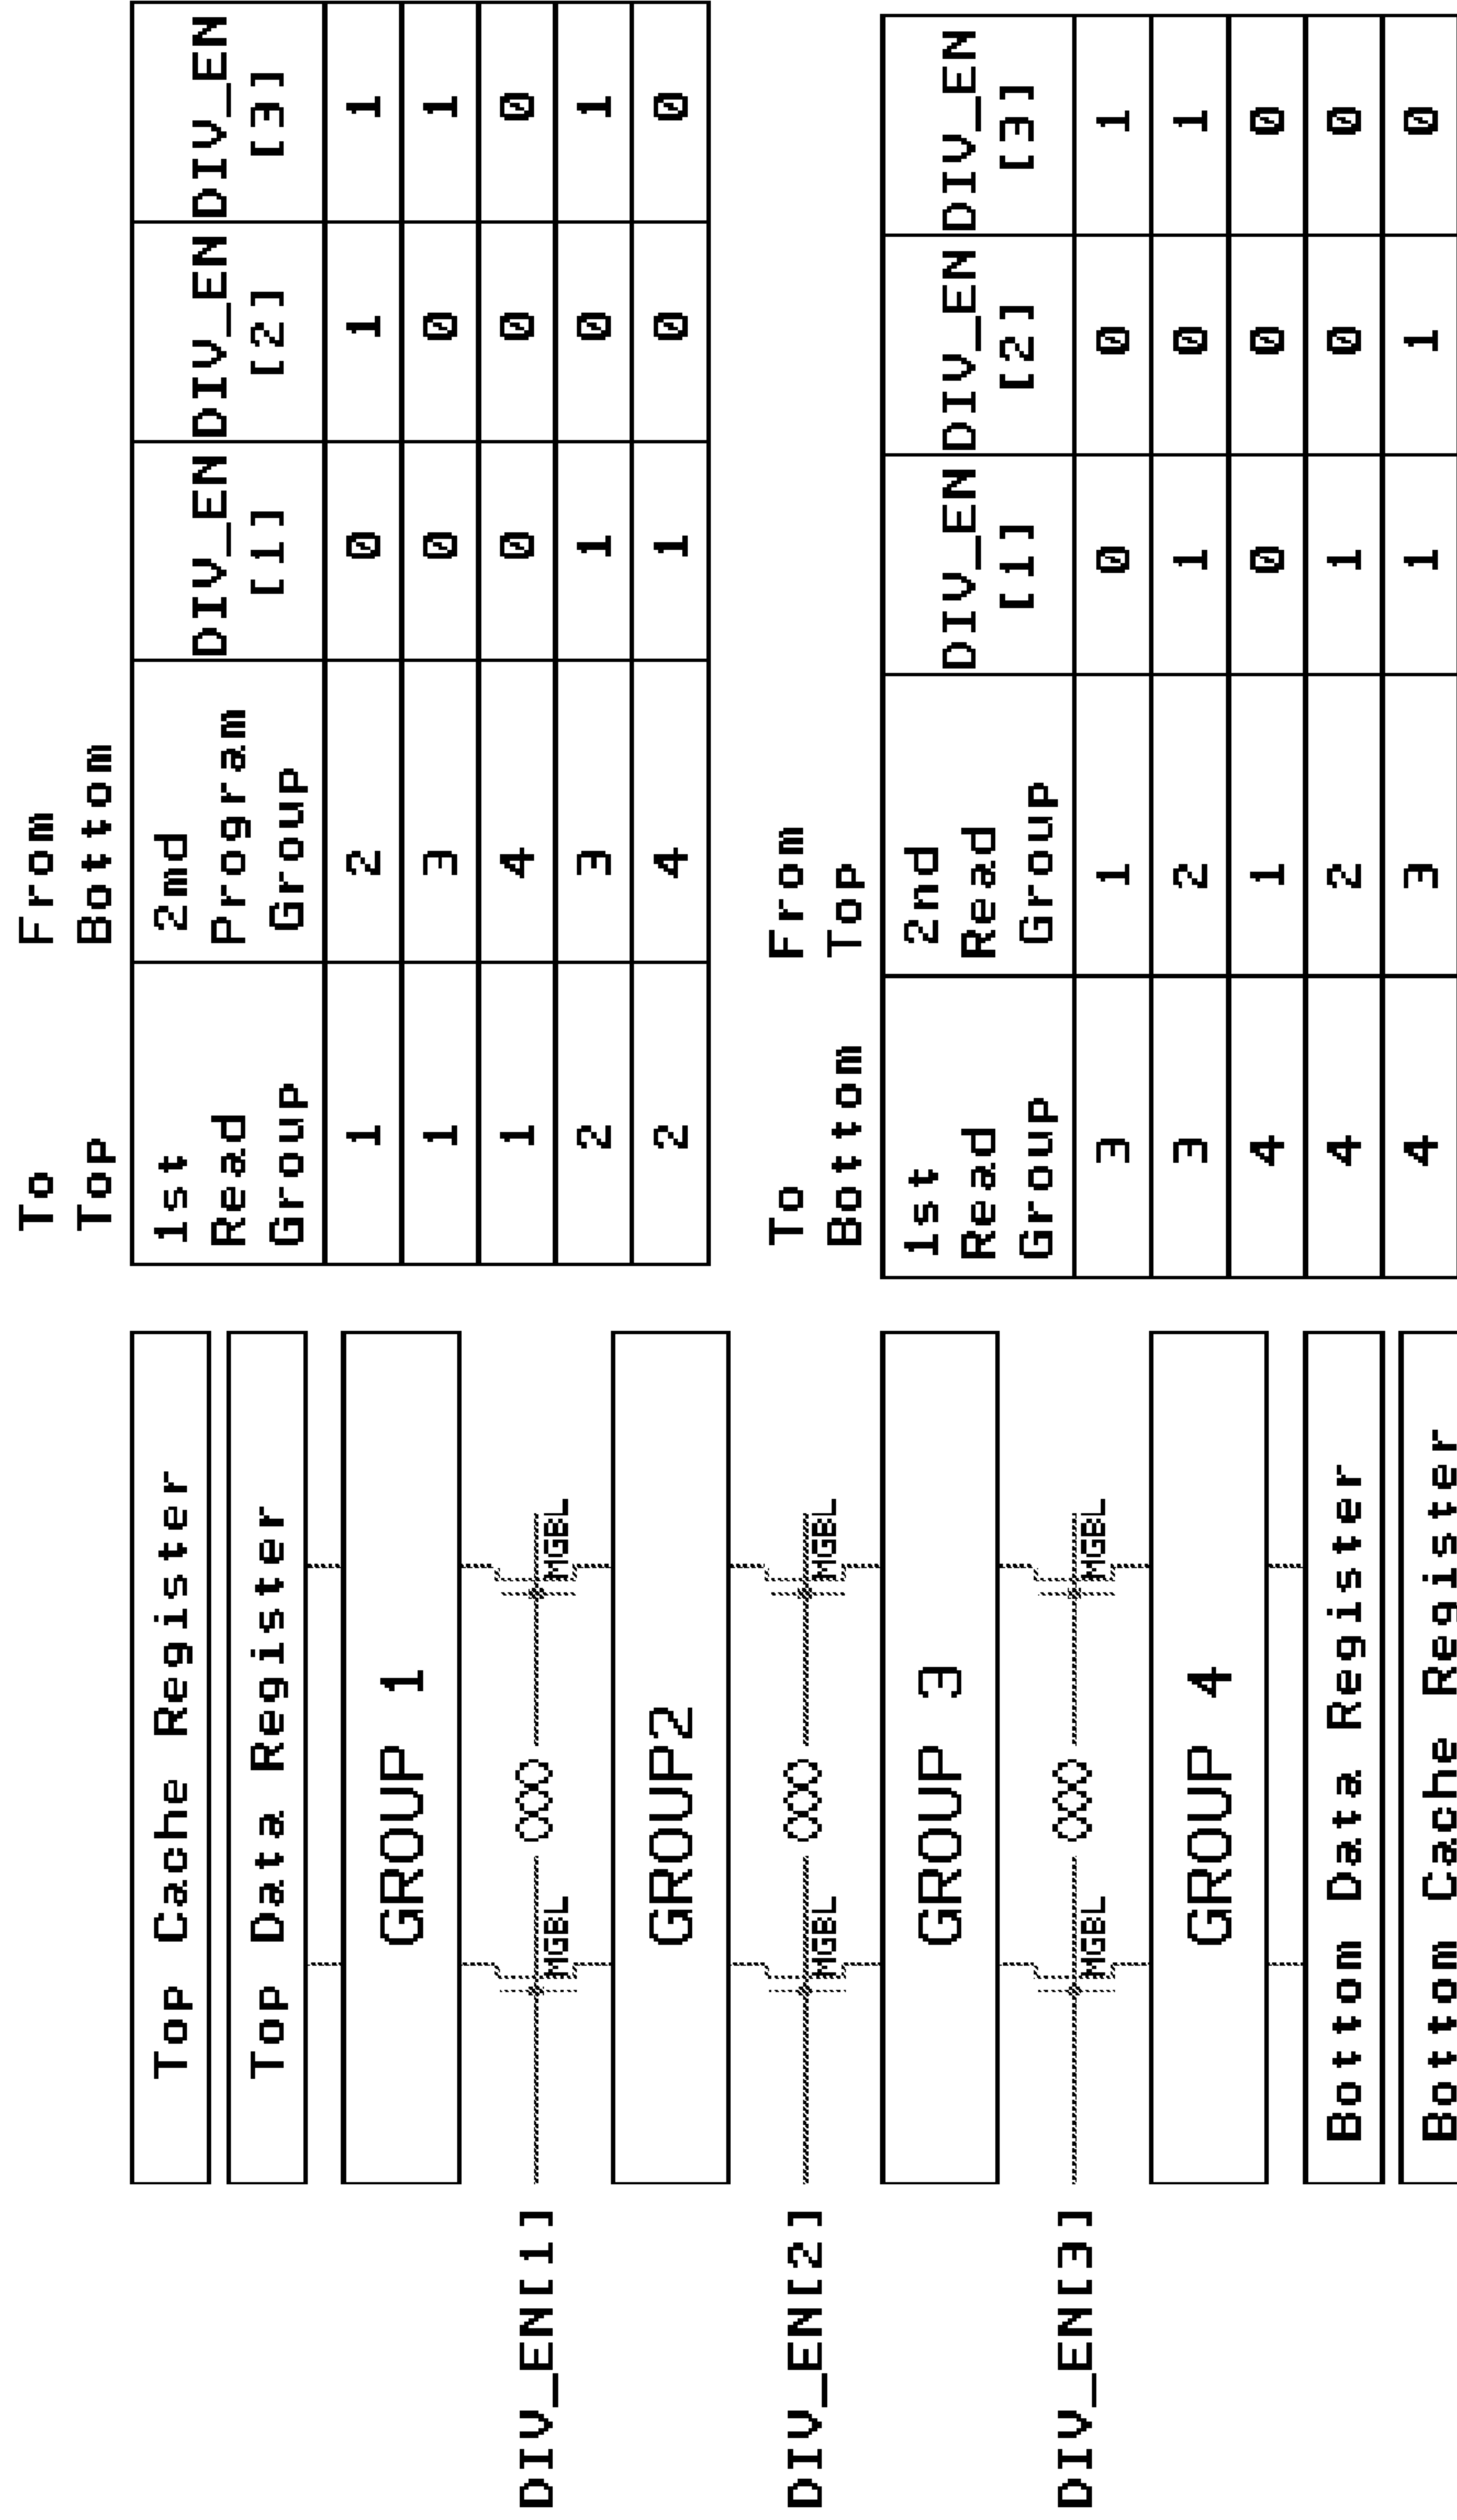 DIV_EN[1]
DIV_EN[2]
DIV_EN[3]
Top Cache Register
Top Data Register
GROUP 1
MGBL MGBL
GROUP2
MGBL MGBL
GROUP 3
MGBL MGBL
GROUP 4
Bottom Data Register
Bottom Cache Register
To From
Top Bottom
1st 2md DIV_EN DIV_EN DIV_EN
Read Program [1] [2] [3]
Group Group
1 2 0 1 1
1 3 0 0 1
1 4 0 0 0
2 3 1 0 1
2 4 1 0 0
To From
Bottom Top
1st 2nd DIV_EN DIV_EN DIV_EN
Read Read [1] [2] [3]
Group Group
3 1 0 0 1
3 2 1 0 1
4 1 0 0 0
4 2 1 0 0
4 3 1 1 0